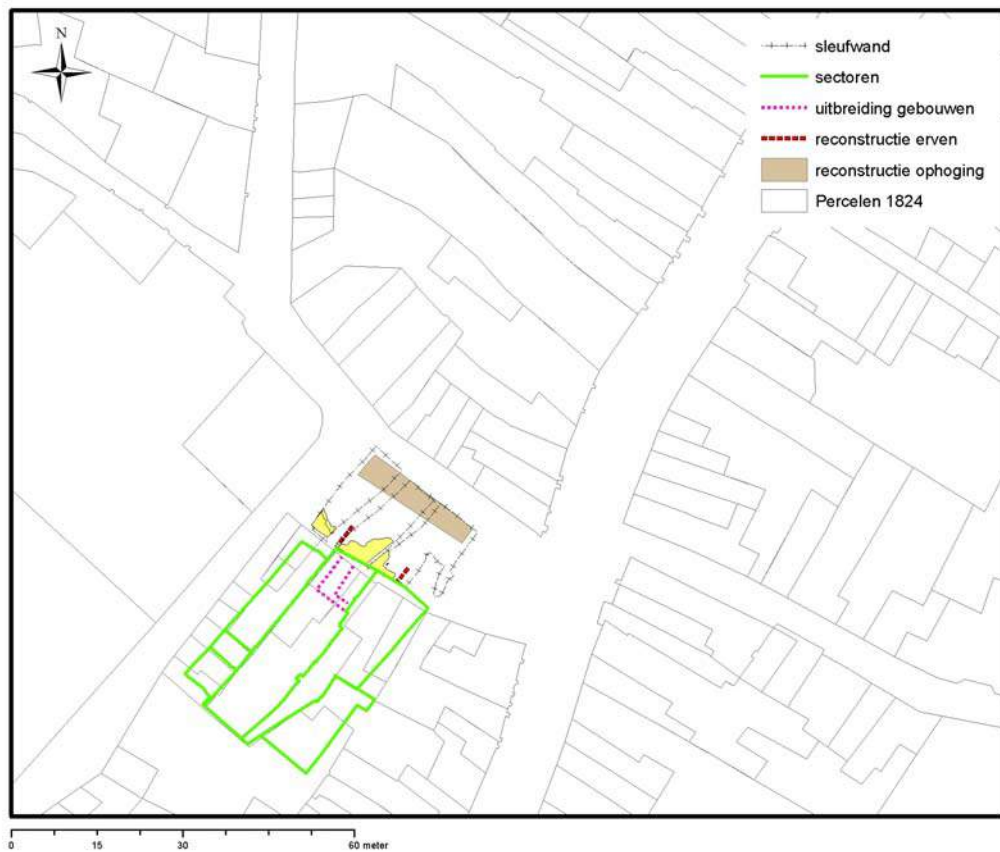 N
sleufwand
sectoren
uitbreiding gebouwen
reconstructie erven
reconstructie ophoging
Percelen 1824
0 15 30 60 meter